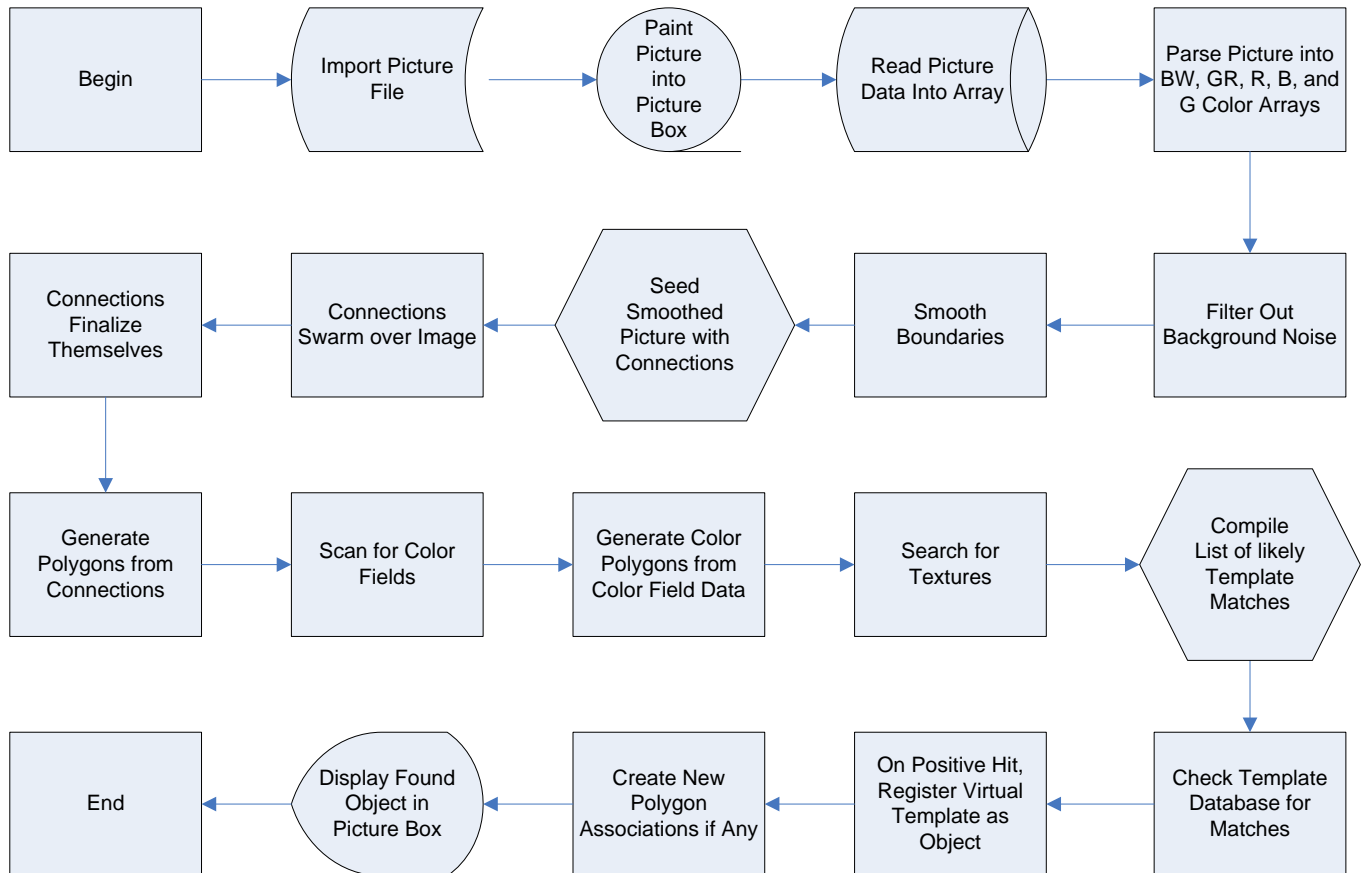 Begin
Import Picture
File
Paint
Picture
into
Picture
Box
Read Picture
Data Into Array
Parse Picture into
BW, GR, R, B, and
G Color Arrays
Filter Out
Background Noise
Smooth
Boundaries
Seed
Smoothed
Picture with
Connections
Connections
Swarm over Image
Connections
Finalize
Themselves
Generate
Polygons from
Connections
Scan for Color
Fields
Generate Color
Polygons from
Color Field Data
Search for
Textures
Compile
List of likely
Template
Matches
Check Template
Database for
Matches
On Positive Hit,
Register Virtual
Template as
Object
Create New
Polygon
Associations if Any
Display Found
Object in
Picture Box
End